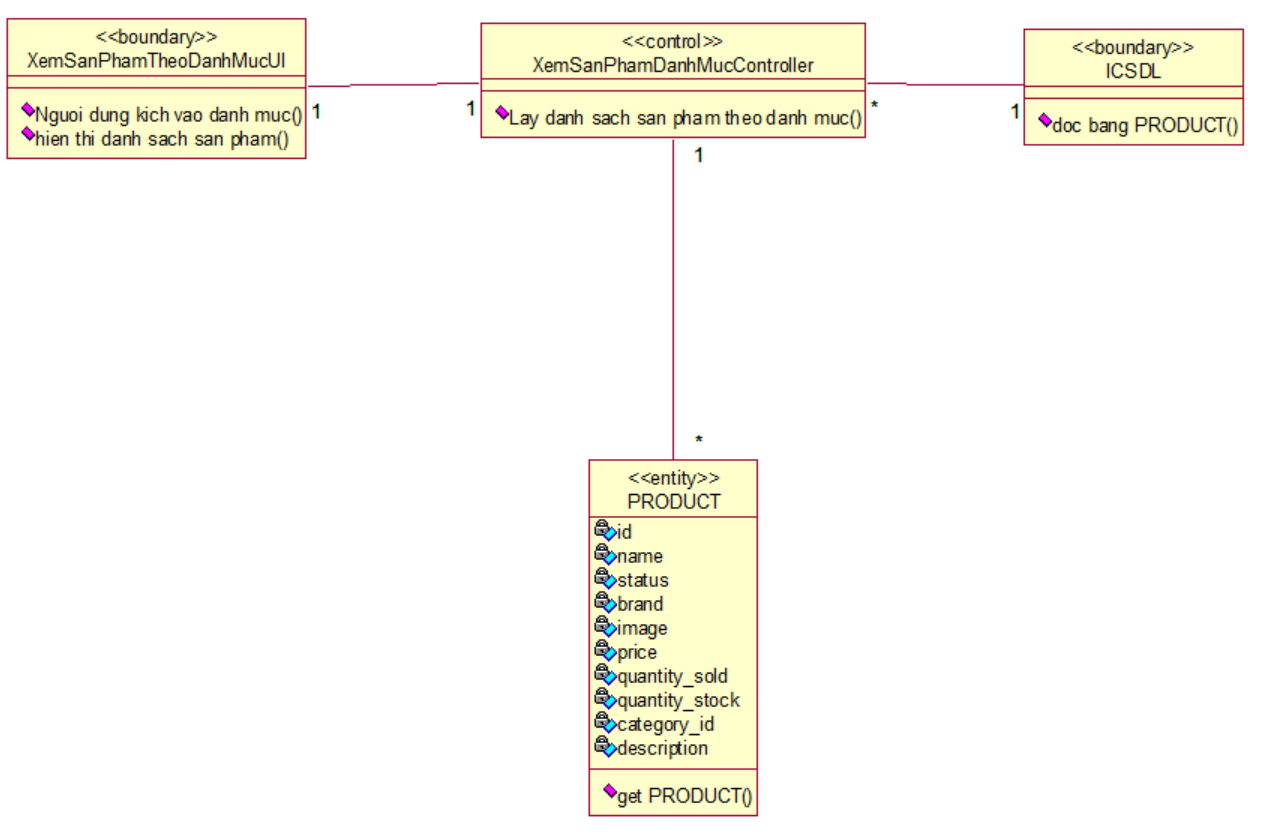 <<boundary>>
XemSanPhamTheoDanhMucUI
Nguoi dung kich vao danh muc()
hien thi danh sach san pham()
1
1
<<control>>
XemSanPhamDanhMucController
Lay danh sach san pham theo danh muc()
*
1
<<boundary>>
ICSDL
doc bang PRODUCT()
1
*
<<entity>>
PRODUCT
id
name
status
brand
image
price
quantity_sold
quantity_stock
category_id
description
get PRODUCT()